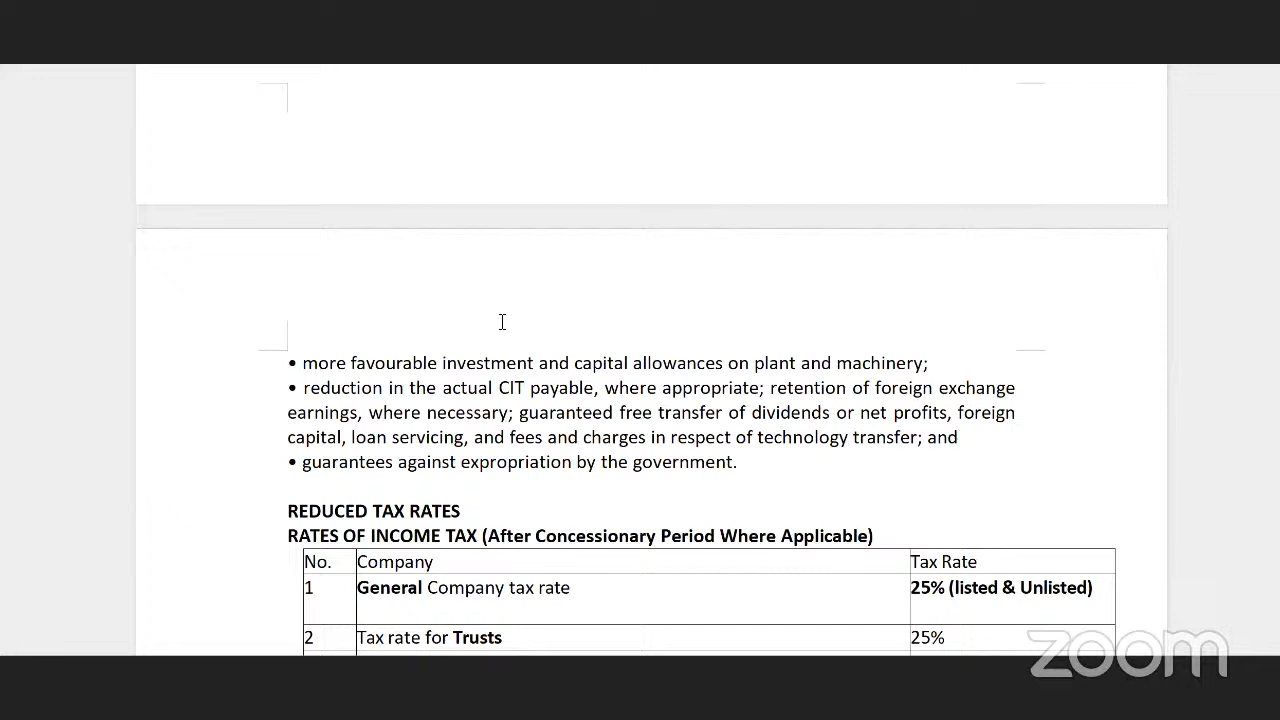 • more favourable investment and capital allowances on plant and machinery;
• reduction in the actual CIT payable, where appropriate; retention of foreign exchange
earnings, where necessary; guaranteed free transfer of dividends or net profits, foreign
capital, loan servicing, and fees and charges in respect of technology transfer; and
• guarantees against expropriation by the government.
REDUCED TAX RATES
RATES OF INCOME TAX (After Concessionary Period Where Applicable)
No. Company Tax Rate
1 General Company tax rate 25% (listed & Unlisted)
2 Tax rate for Trusts 25%
zoom